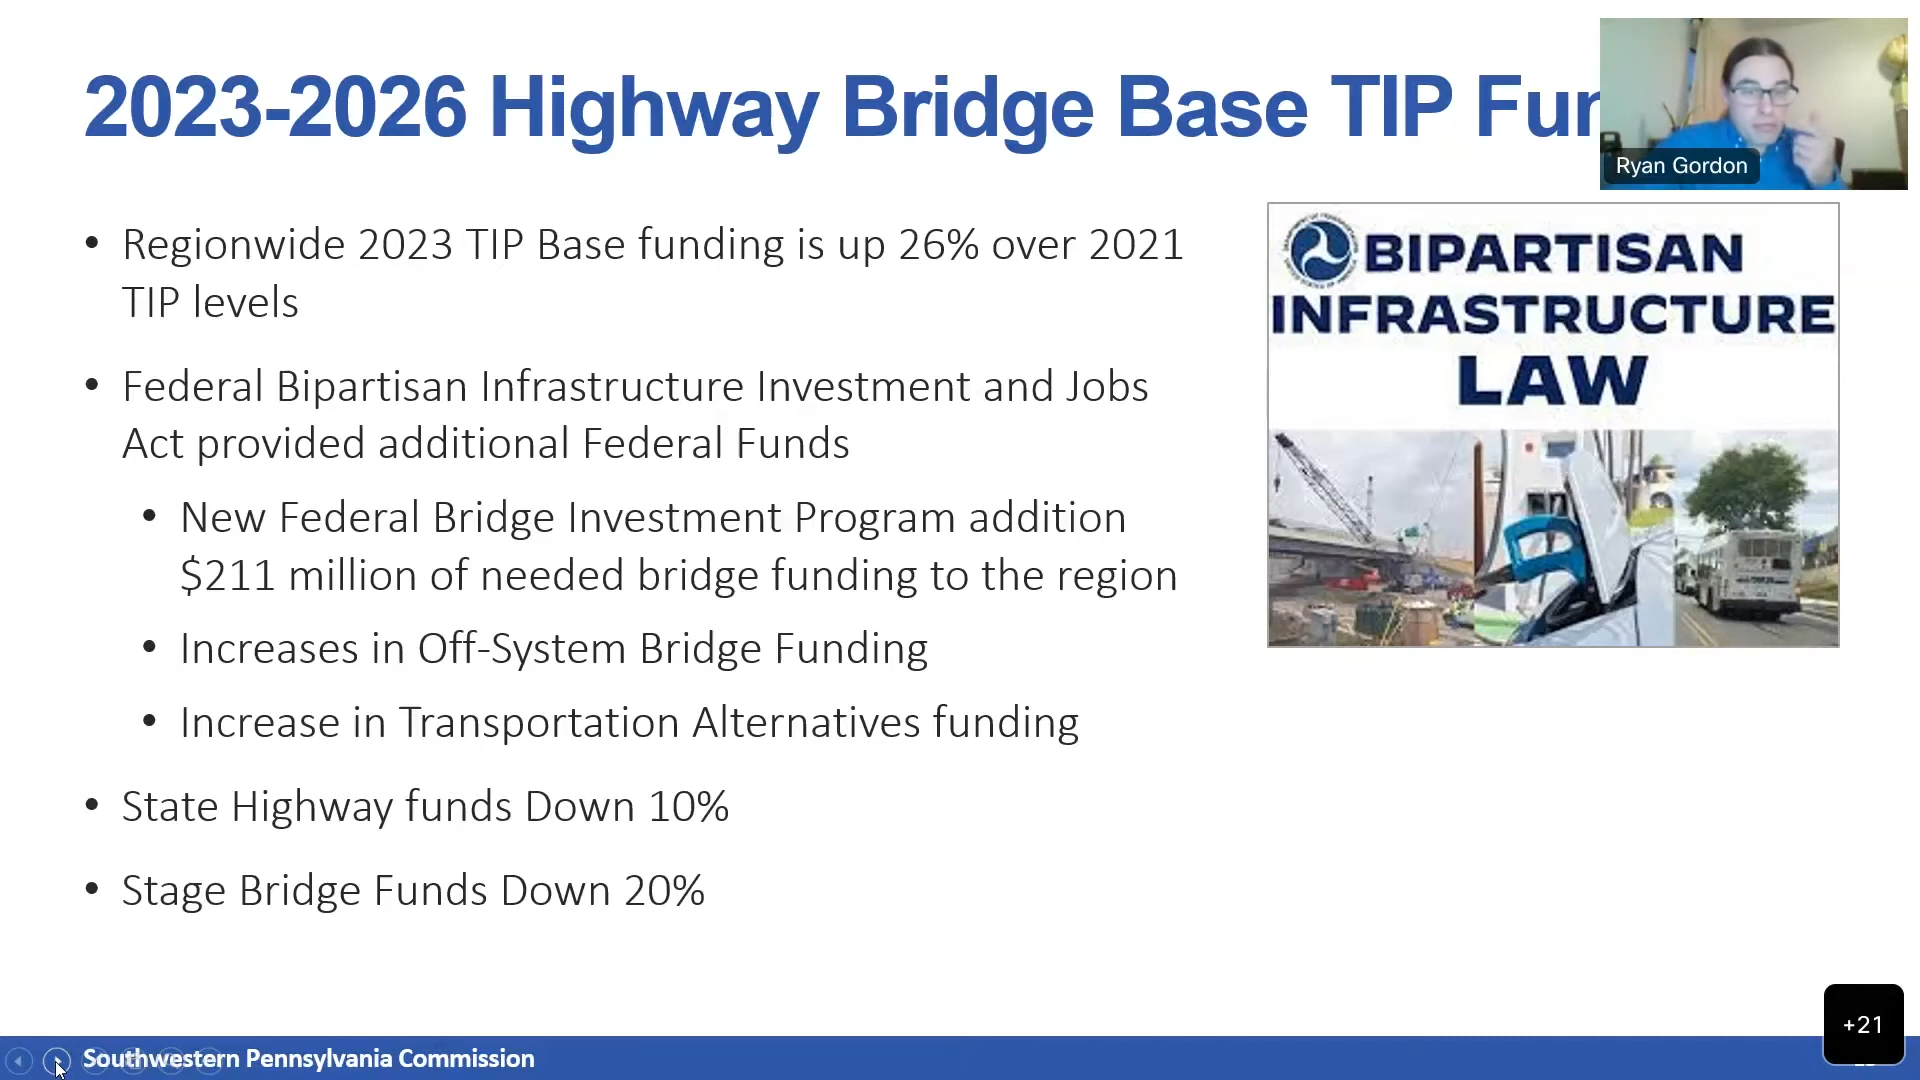 2023-2026 Highway Bridge Base TIP Fun
Ryan Gordon
• Regionwide 2023 TIP Base funding is up 26% over 2021
TIP levels
• Federal Bipartisan Infrastructure Investment and Jobs
Act provided additional Federal Funds
• New Federal Bridge Investment Program addition
$211 million of needed bridge funding to the region
• Increases in Off-System Bridge Funding
• Increase in Transportation Alternatives funding
• State Highway funds Down 10%
• Stage Bridge Funds Down 20%
BIPARTISAN
INFRASTRUCTURE
LAW
+21
Southwestern Pennsylvania Commission